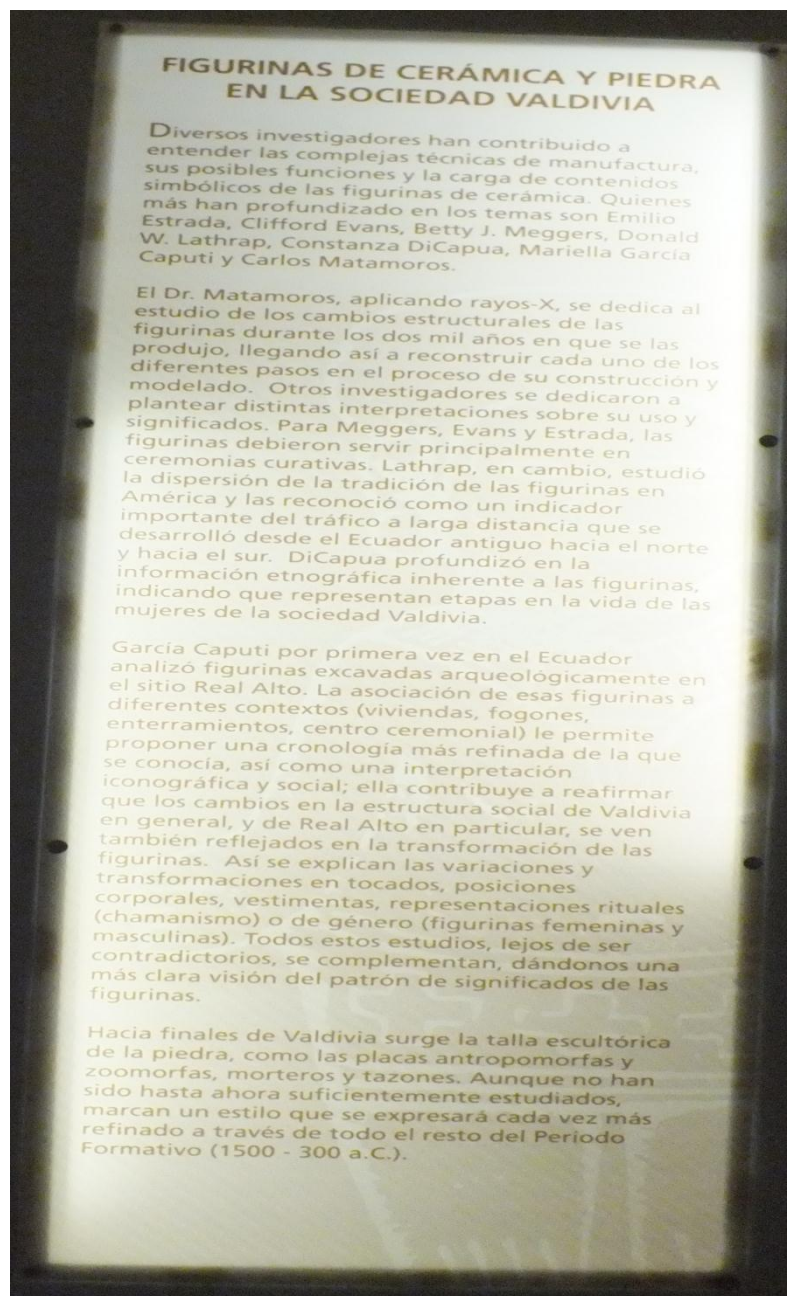 FIGURINAS DE CERÁMICA Y PIEDRA
EN LA SOCIEDAD VALDIVIA
Diversos investigadores han contribuido a
entender las complejas técnicas de manufactura,
sus posibles funciones y la carga de contenidos
simbólicos de las figurinas de cerámica. Quienes
más han profundizado en los temas son Emilio
Estrada, Clifford Evans, Betty J. Meggers, Donald
W. Lathrap, Constanza DiCapua, Mariella García
Caputi y Carlos Matamoros.
El Dr. Matamoros, aplicando rayos-X, se dedica al
estudio de los cambios estructurales de las
figurinas durante los dos mil años en que se las
produjo, llegando así a reconstruir cada uno de los
diferentes pasos en el proceso de su construcción y
modelado. Otros investigadores se dedicaron a
plantear distintas interpretaciones sobre su uso y
significados. Para Meggers, Evans y Estrada, las
figurinas debieron servir principalmente en
ceremonias curativas. Lathrap, en cambio, estudió
la dispersión de la tradición de las figurinas en
América y las reconoció como un indicador
importante del tráfico a larga distancia que se
desarrolló desde el Ecuador antiguo hacia el norte
y hacia el sur. DiCapua profundizó en la
información etnográfica inherente a las figurinas,
indicando que representan etapas en la vida de las
mujeres de la sociedad Valdivia.
García Caputi por primera vez en el Ecuador
analizó figurinas excavadas arqueológicamente en
el sitio Real Alto. La asociación de esas figurinas a
diferentes contextos (viviendas, fogones,
enterramientos, centro ceremonial) le permite
proponer una cronología más refinada de la que
se conocía, así como una interpretación
iconográfica y social; ella contribuye a reafirmar
que los cambios en la estructura social de Valdivia
en general, y de Real Alto en particular, se ven
también reflejados en la transformación de las
figurinas. Así se explican las variaciones y
transformaciones en tocados, posiciones
corporales, vestimentas, representaciones rituales
(chamanismo) o de género (figurinas femeninas y
masculinas). Todos estos estudios, lejos de ser
contradictorios, se complementan, dándonos una
más clara visión del patrón de significados de las
figurinas.
Hacia finales de Valdivia surge la talla escultórica
de la piedra, como las placas antropomorfas y
zoomorfas, morteros y tazones. Aunque no han
sido hasta ahora suficientemente estudiados,
marcan un estilo que se expresará cada vez más
refinado a través de todo el resto del Período
Formativo (1500 - 300 a.C.).